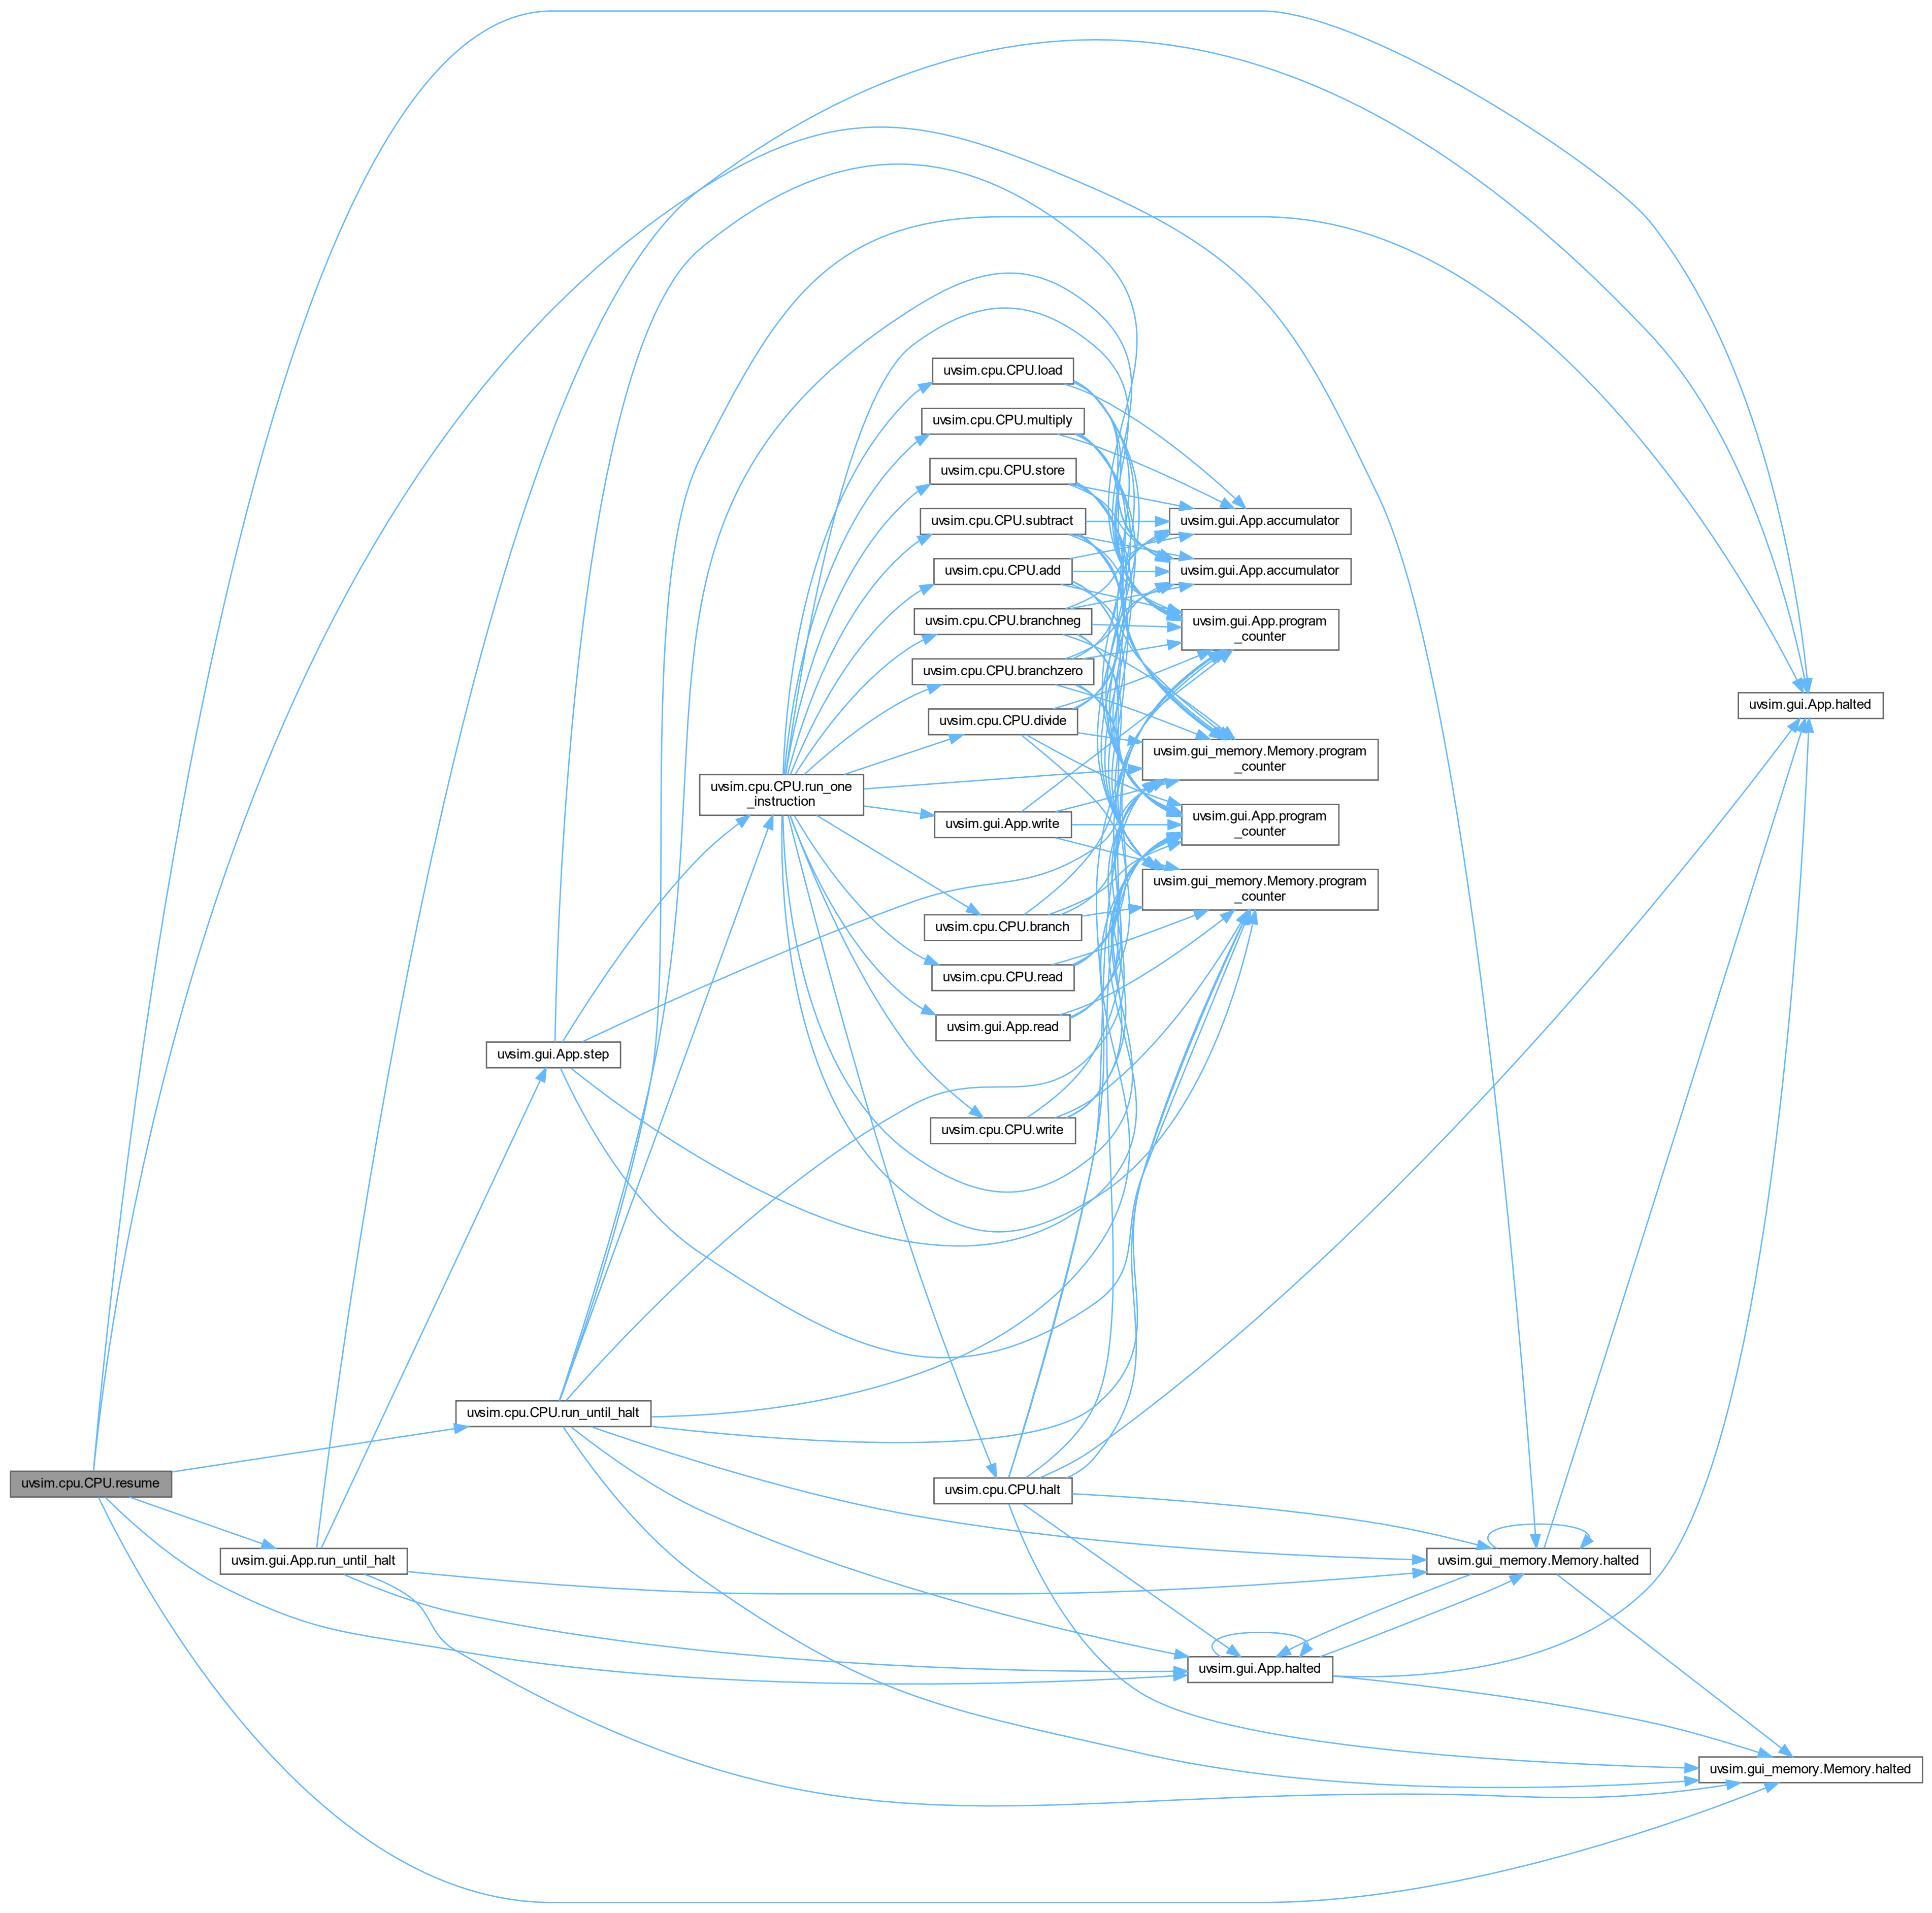 uvsim.cpu.CPU.load
uvsim.cpu.CPU.multiply
uvsim.cpu.CPU.store
uvsim.cpu.CPU.subtract
uvsim.gui.App.accumulator
uvsim.cpu.CPU.add
uvsim.gui.App.accumulator
uvsim.cpu.CPU.branchneg
uvsim.gui.App.program
_counter
uvsim.cpu.CPU.branchzero
uvsim.gui.App.halted
uvsim.cpu.CPU.divide
uvsim.gui_memory.Memory.program
_counter
uvsim.cpu.CPU.run_one
_instruction
uvsim.gui.App.write
uvsim.gui.App.program
_counter
uvsim.gui_memory.Memory.program
_counter
uvsim.cpu.CPU.branch
uvsim.cpu.CPU.read
uvsim.gui.App.read
uvsim.gui.App.step
uvsim.cpu.CPU.write
uvsim.cpu.CPU.run_until_halt
uvsim.cpu.CPU.resume
uvsim.cpu.CPU.halt
uvsim.gui.App.run_until_halt
uvsim.gui_memory.Memory.halted
uvsim.gui.App.halted
uvsim.gui_memory.Memory.halted